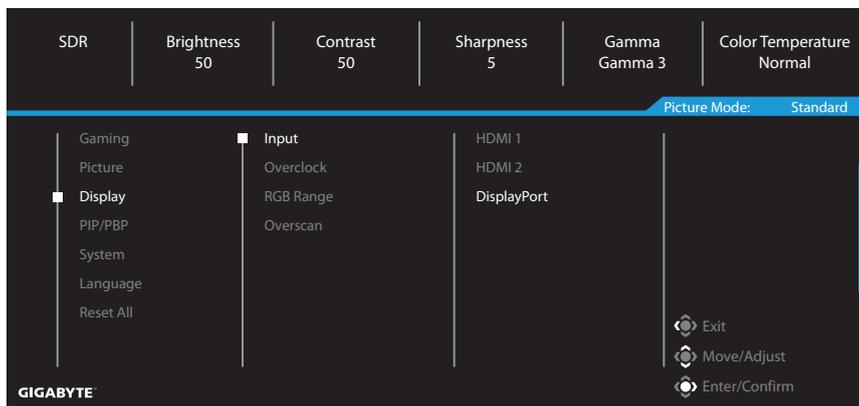 SDR Brightness Contrast Sharpness Gamma Color Temperature
50 50 5 Gamma 3 Normal
Picture Mode: Standard
Gaming Input HDMI 1
Picture Overclock HDMI 2
Display RGB Range DisplayPort
PIP/PBP Overscan
System
Language
Reset All
Exit
Move/Adjust
Enter/Confirm
GIGABYTE™